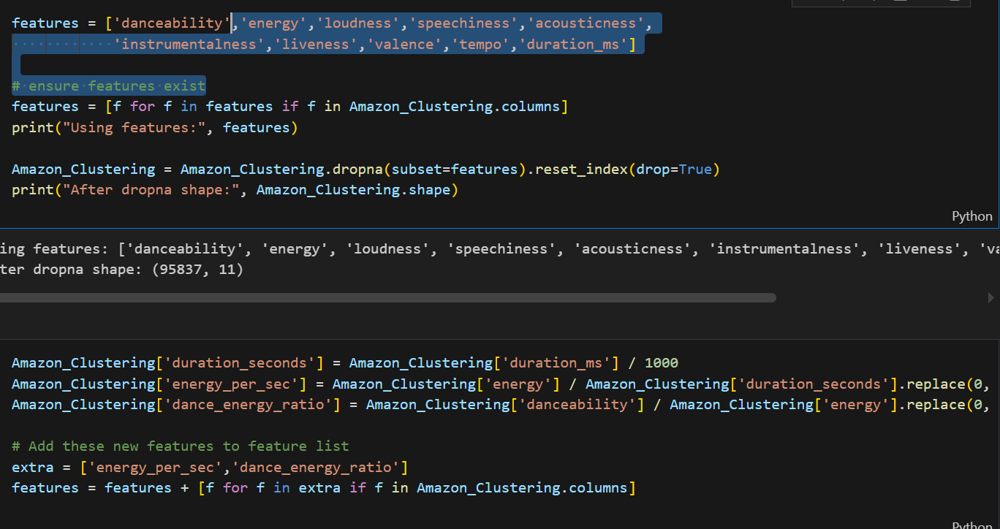 features = ['danceability','energy','loudness','speechiness','acousticness',
'instrumentalness','liveness','valence','tempo','duration_ms']
# ensure features exist
features = [f for f in features if f in Amazon_Clustering.columns]
print("Using features:", features)
Amazon_Clustering = Amazon_Clustering.dropna(subset=features).reset_index(drop=True)
print("After dropna shape:", Amazon_Clustering.shape)
Python
ing features: ['danceability', 'energy', 'loudness', 'speechiness', 'acousticness', 'instrumentalness', 'liveness', 'va
ter dropna shape: (95837, 11)
Amazon_Clustering['duration_seconds'] = Amazon_Clustering['duration_ms'] / 1000
Amazon_Clustering['energy_per_sec'] = Amazon_Clustering['energy'] / Amazon_Clustering['duration_seconds'].replace(0,
Amazon_Clustering['dance_energy_ratio'] = Amazon_Clustering['danceability'] / Amazon_Clustering['energy'].replace(0,
# Add these new features to feature list
extra = ['energy_per_sec','dance_energy_ratio']
features = features + [f for f in extra if f in Amazon_Clustering.columns]
Python